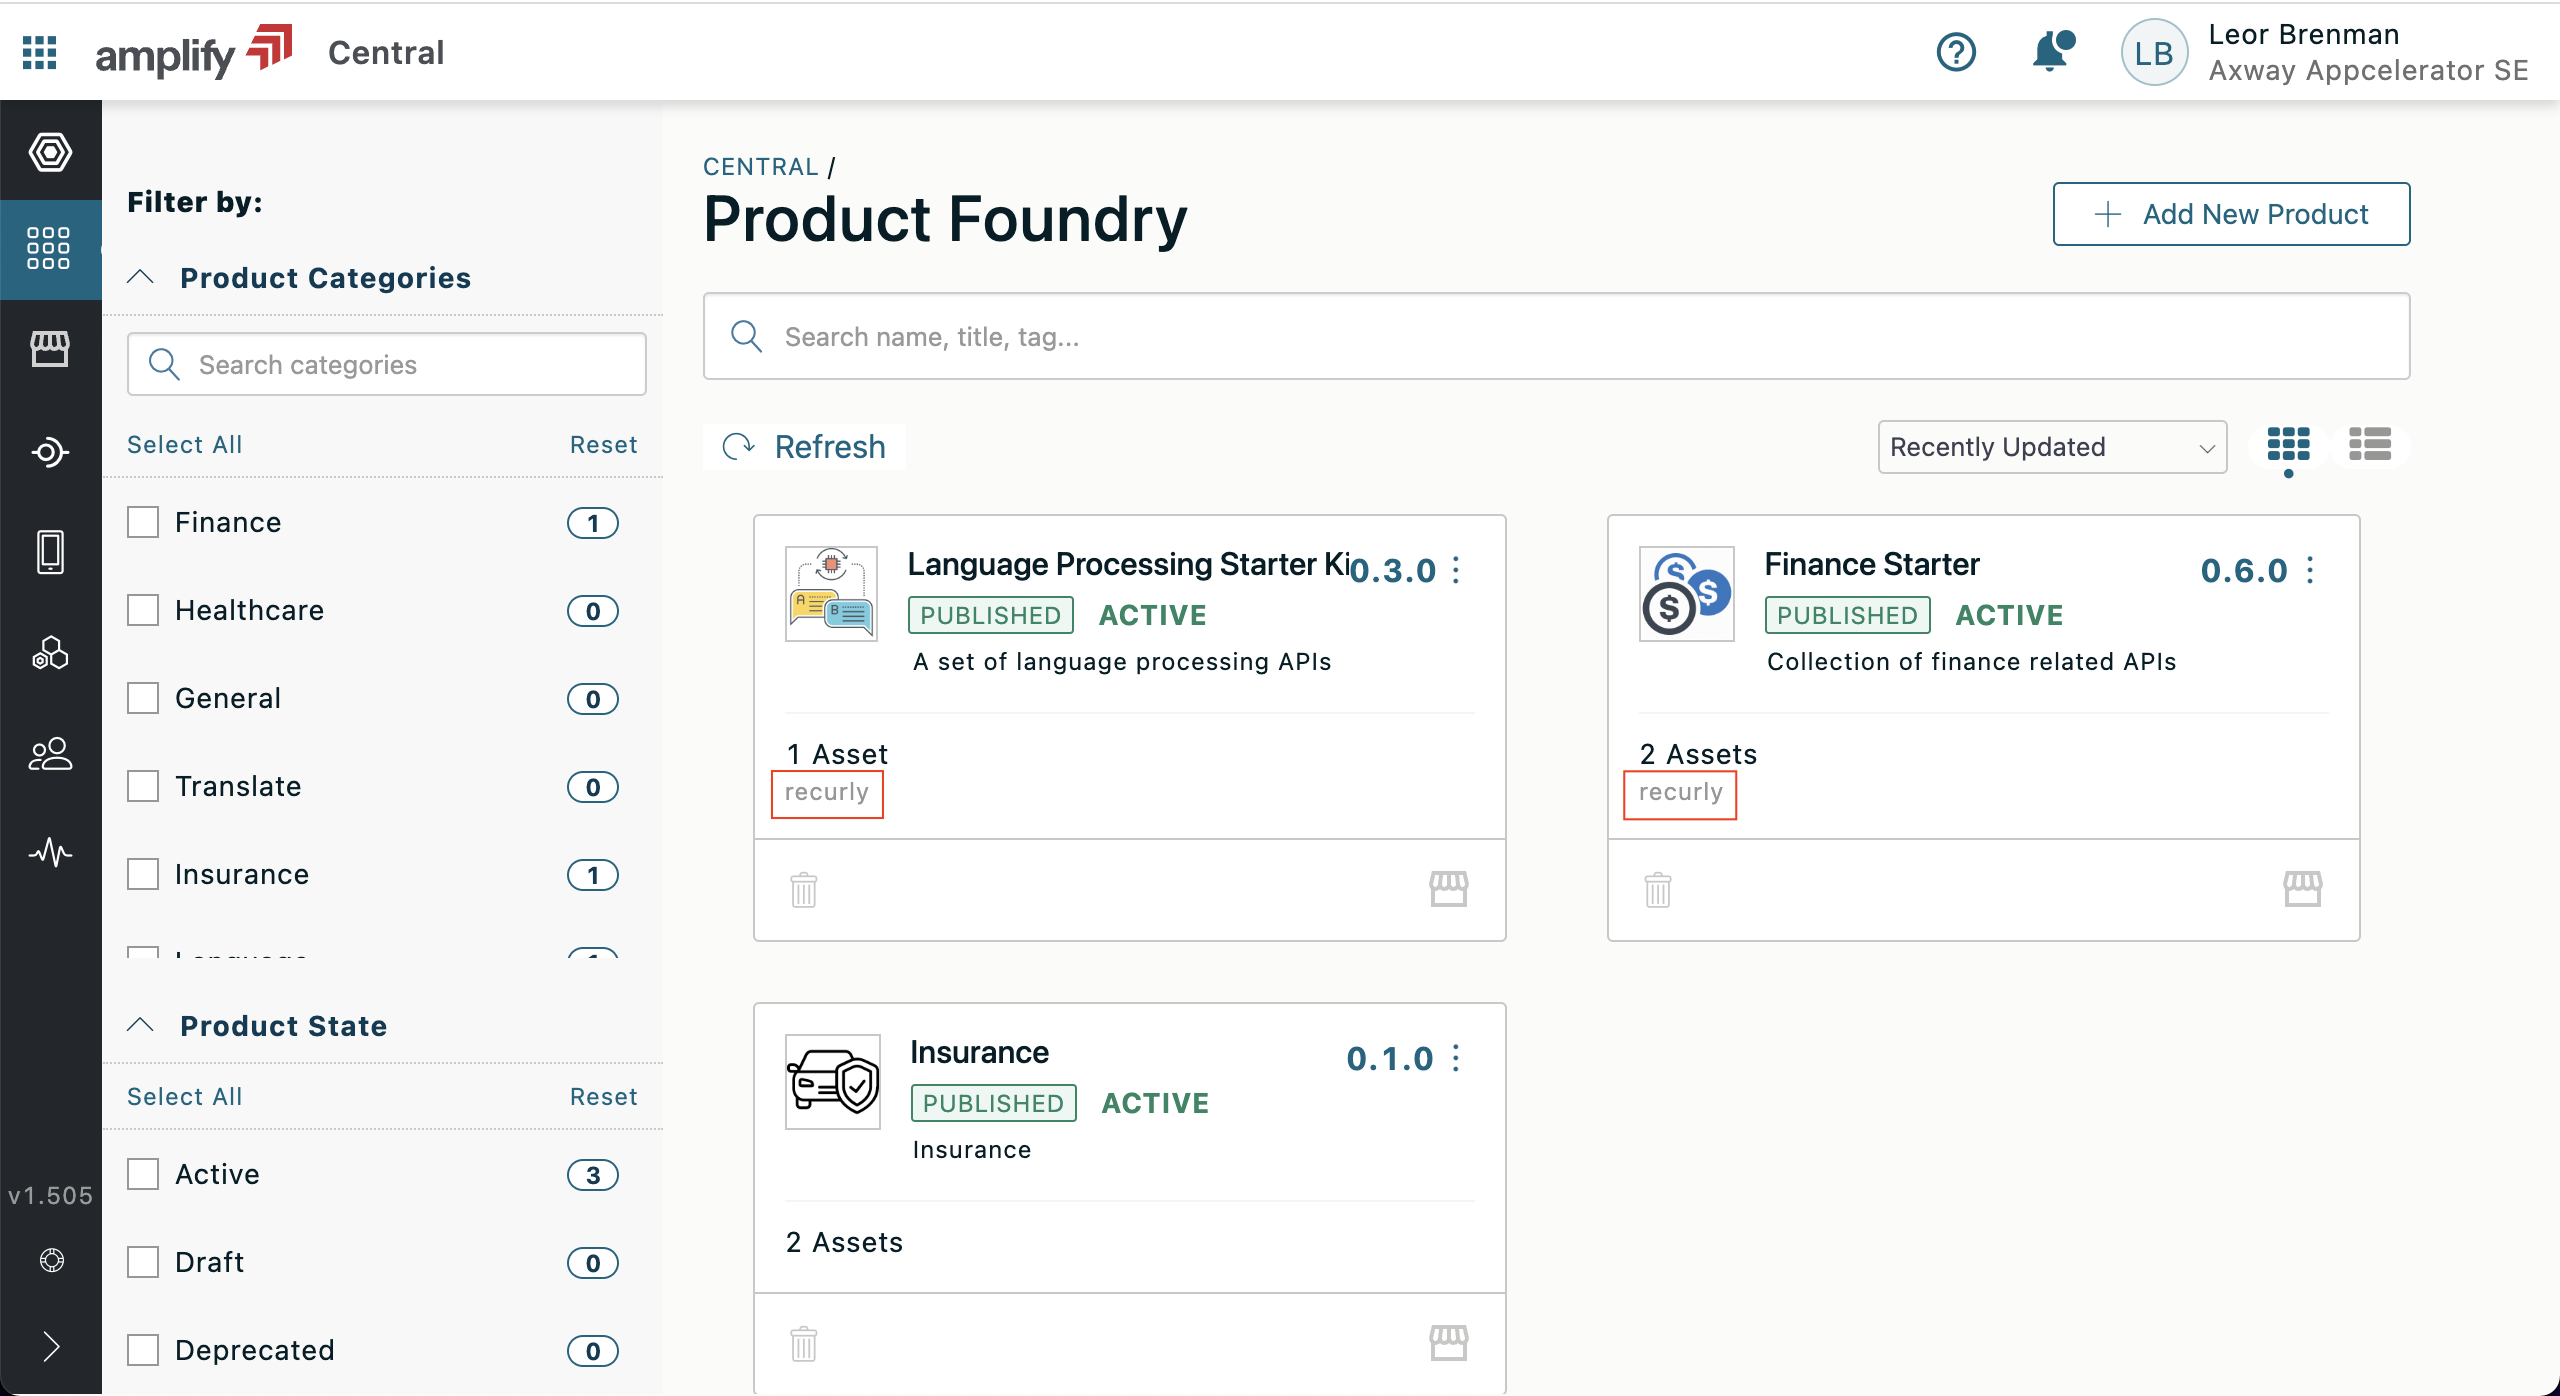 amplify Central
LB
Leor Brenman
Axway Appcelerator SE
Filter by:
Product Categories
Search categories
Select All Reset
Finance 1
Healthcare 0
General 0
Translate 0
Insurance 1
Language 1
Product State
Select All Reset
Active 3
Draft 0
Deprecated 0
v1.505
CENTRAL /
Product Foundry
Add New Product
Search name, title, tag...
Refresh
Recently Updated
Language Processing Starter Ki 0.3.0
PUBLISHED ACTIVE
A set of language processing APIs
1 Asset
recurly
Finance Starter 0.6.0
PUBLISHED ACTIVE
Collection of finance related APIs
2 Assets
recurly
Insurance 0.1.0
PUBLISHED ACTIVE
Insurance
2 Assets